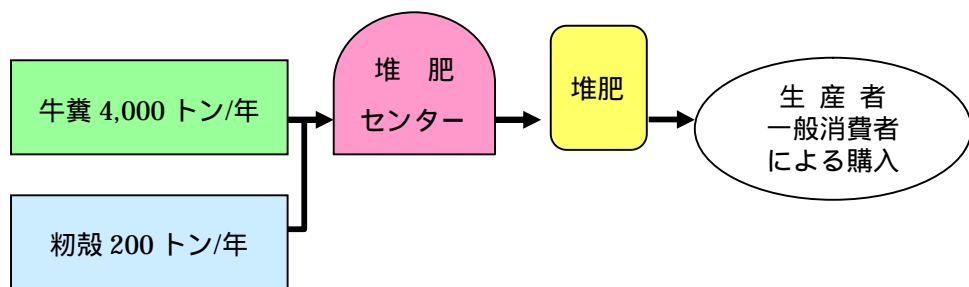 牛糞 4,000 トン/年
籾殻 200 トン/年
堆 肥
センター
堆肥
生 産 者
一般消費者
による購入